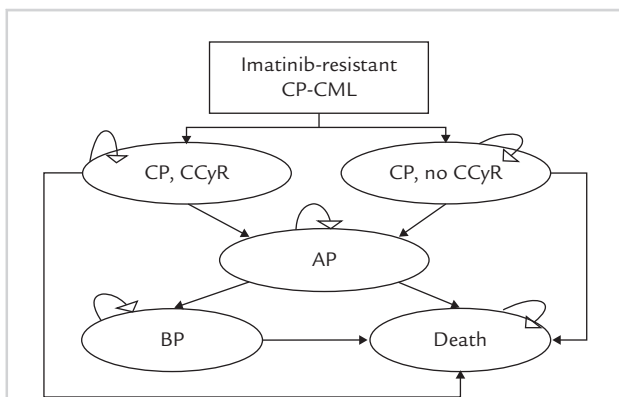 Imatinib-resistant
CP-CML
CP, CCyR
CP, no CCyR
AP
BP
Death